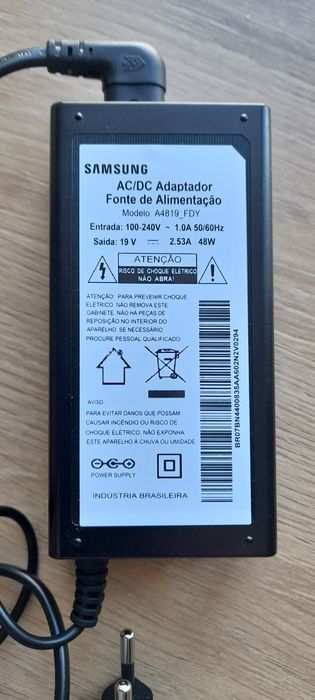 SAMSUNG
AC/DC Adaptador
Fonte de Alimentação
Modelo: A4819_FDY
Entrada: 100-240V ~ 1.0A 50/60Hz
Saída: 19 V ⎓ 2.53A 48W
ATENÇÃO
RISCO DE CHOQUE ELÉTRICO
NÃO ABRA!
ATENÇÃO: PARA PREVENIR CHOQUE
ELÉTRICO, NÃO REMOVA ESTE
GABINETE. NÃO HÁ PEÇAS DE
REPOSIÇÃO NO INTERIOR DO
APARELHO. SE NECESSÁRIO,
PROCURE PESSOAL QUALIFICADO.
AVISO
PARA EVITAR DANOS QUE POSSAM
CAUSAR INCÊNDIO OU RISCO DE
CHOQUE ELÉTRICO, NÃO EXPONHA
ESTE APARELHO À CHUVA OU UMIDADE.
POWER SUPPLY
INDÚSTRIA BRASILEIRA
BR07BN4400835AA602N2V0294